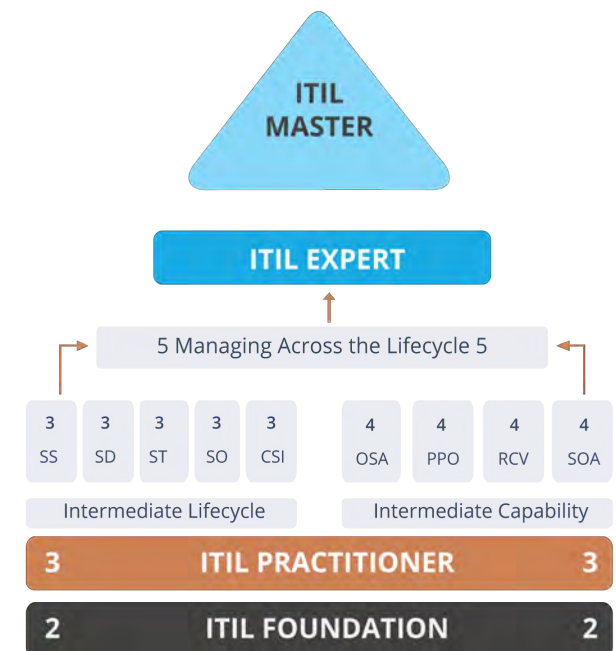 ITIL
MASTER
ITIL EXPERT
5 Managing Across the Lifecycle 5
3 3 3 3 3 4 4 4 4
SS SD ST SO CSI OSA PPO RCV SOA
Intermediate Lifecycle Intermediate Capability
3 ITIL PRACTITIONER 3
2 ITIL FOUNDATION 2